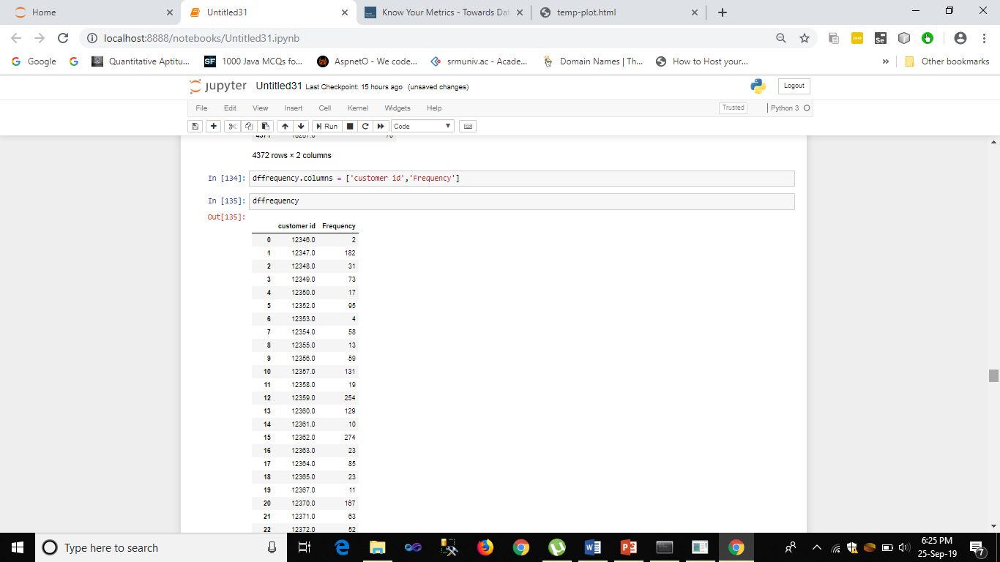 Home
Untitled31
Know Your Metrics - Towards Dat
temp-plot.html
localhost:8888/notebooks/Untitled31.ipynb
Google
Quantitative Aptitu...
SF 1000 Java MCQs fo...
AspnetO - We code...
srmuniv.ac - Acade...
Domain Names | Th...
How to Host your...
»
Other bookmarks
jupyter Untitled31 Last Checkpoint: 15 hours ago (unsaved changes)
Logout
File Edit View Insert Cell Kernel Widgets Help
Trusted
Python 3
Run
Code
4372 rows × 2 columns
In [134]: dffrequency.columns = ['customer id','Frequency']
In [135]: dffrequency
Out[135]:
customer id Frequency
0 12346.0 2
1 12347.0 182
2 12348.0 31
3 12349.0 73
4 12350.0 17
5 12352.0 95
6 12353.0 4
7 12354.0 58
8 12355.0 13
9 12356.0 59
10 12357.0 131
11 12358.0 19
12 12359.0 254
13 12360.0 129
14 12361.0 10
15 12362.0 274
16 12363.0 23
17 12364.0 85
18 12365.0 23
19 12367.0 11
20 12370.0 167
21 12371.0 63
22 12372.0 52
Type here to search
6:25 PM
25-Sep-19
7